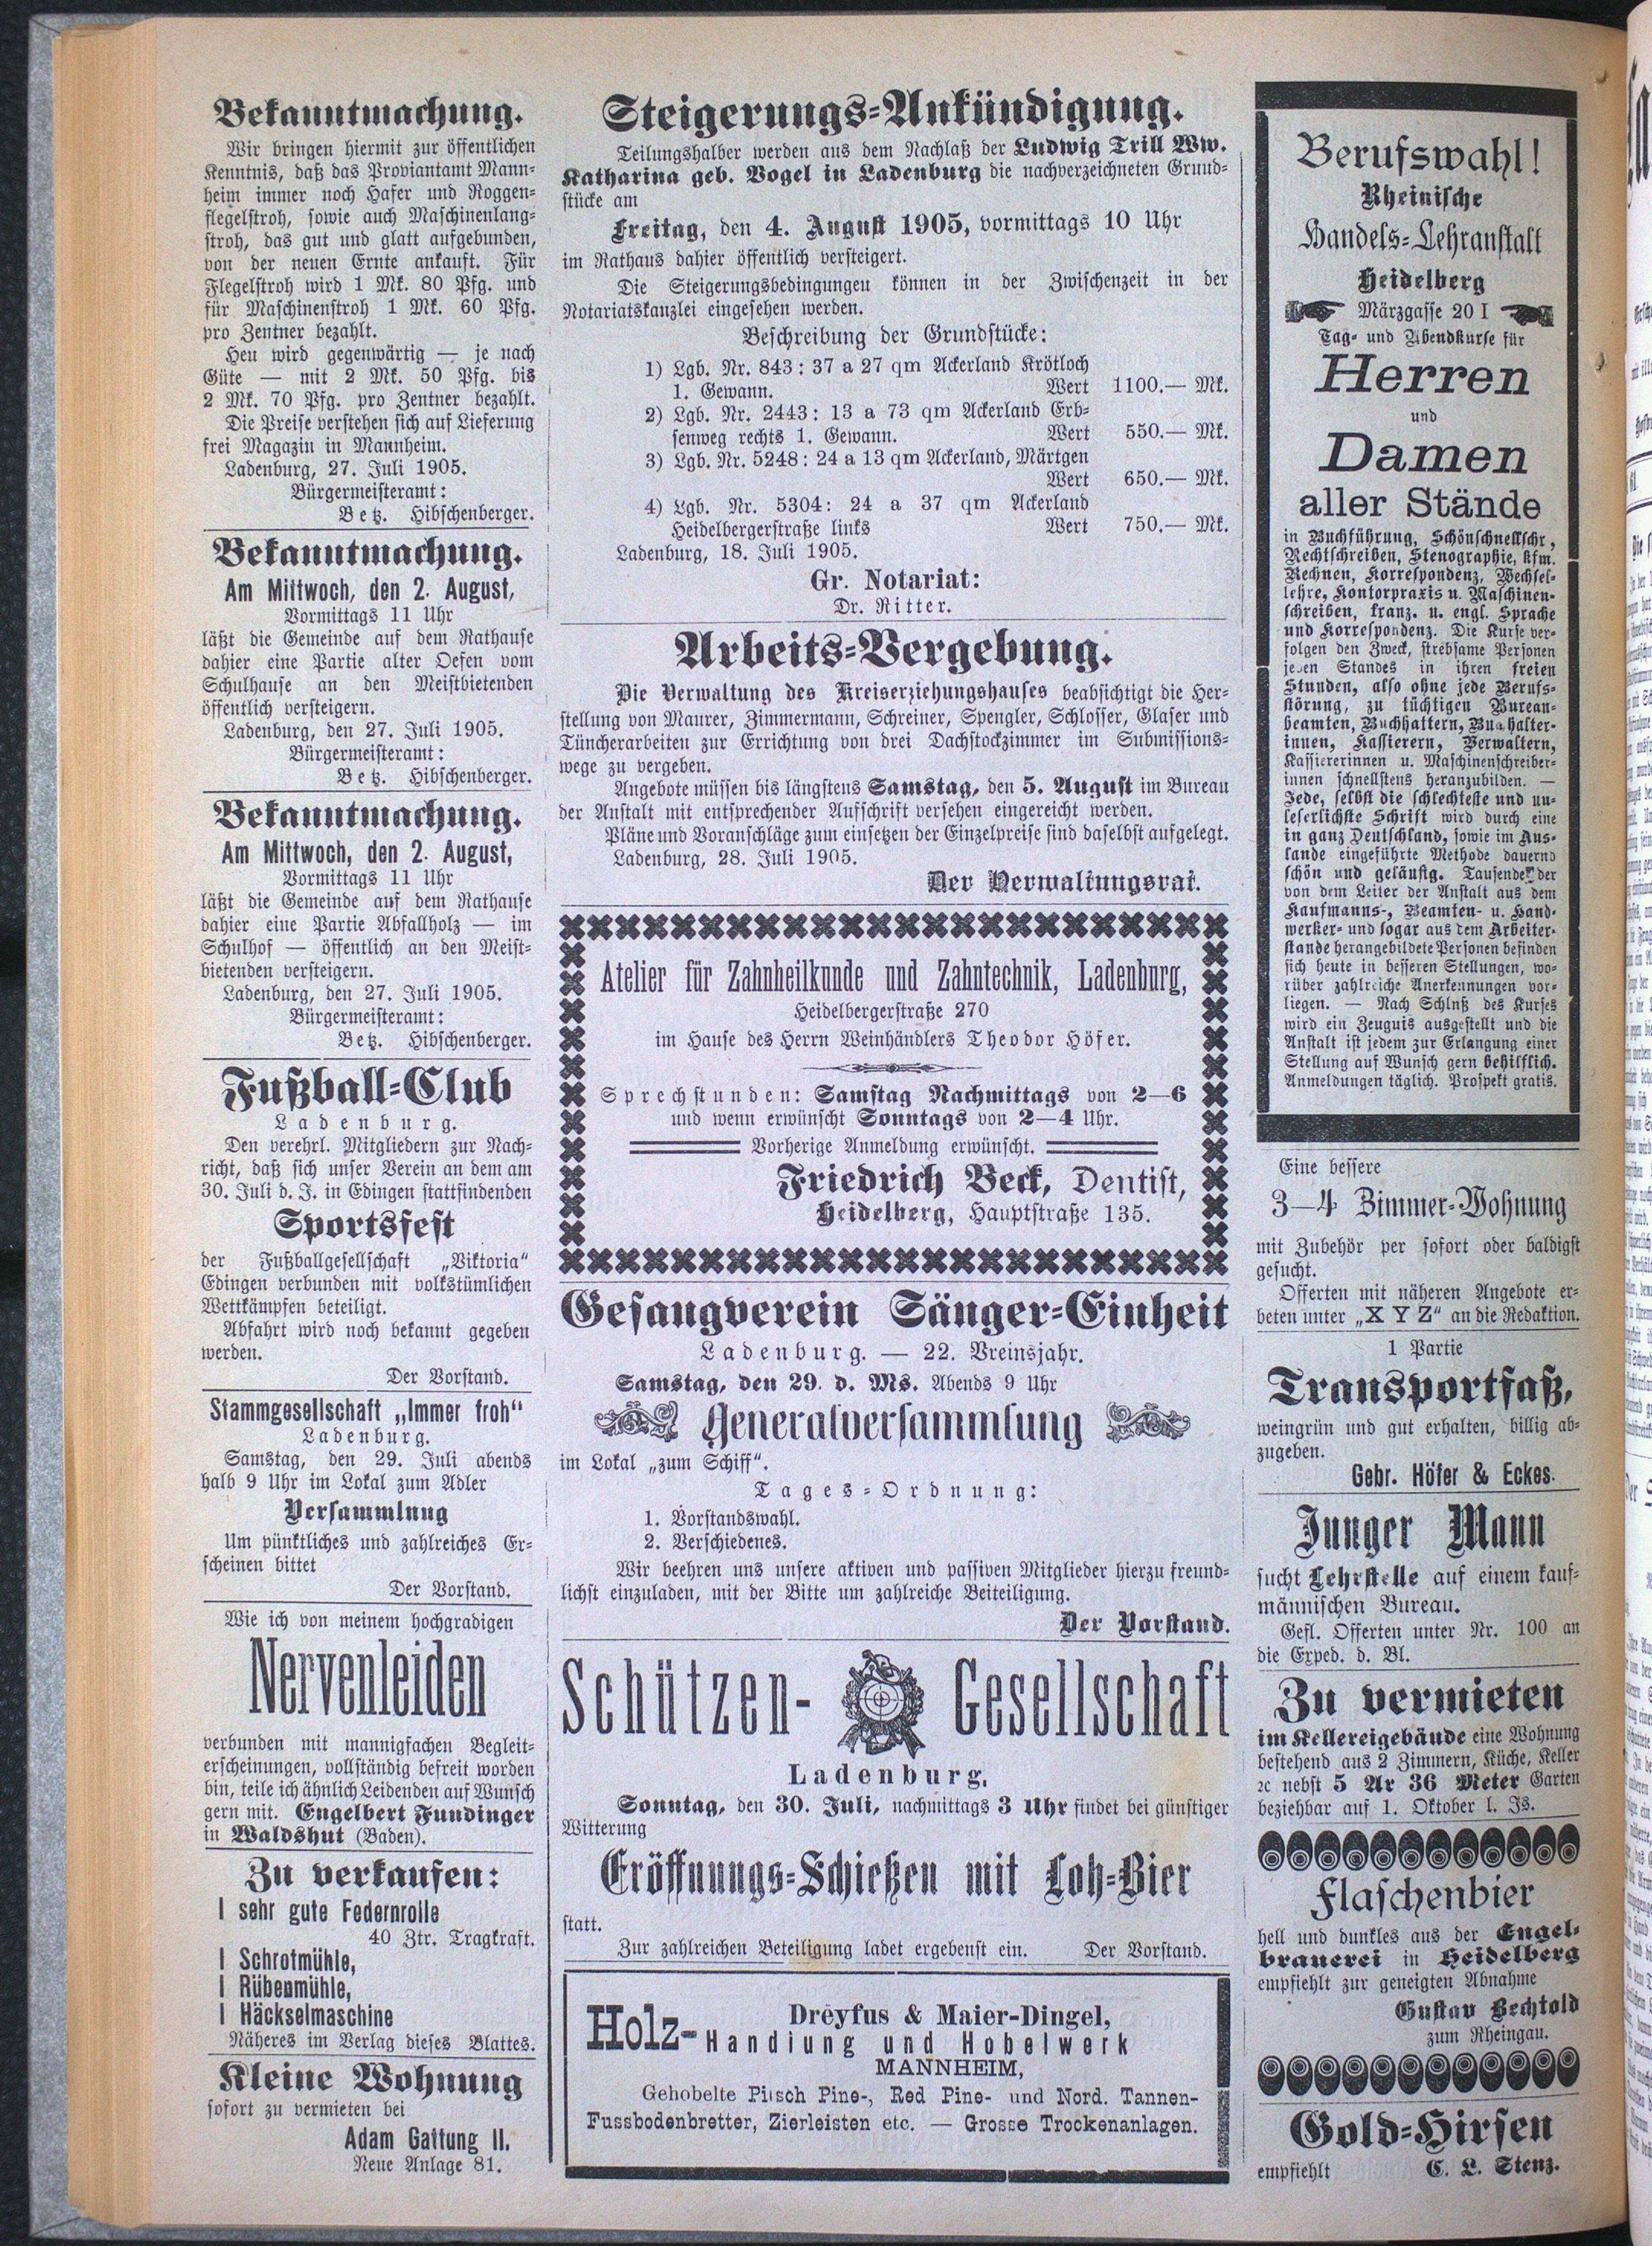 Bekanntmachung.
Wir bringen hiermit zur öffentlichen
Kenntnis, daß das Proviantamt Mann-
heim immer noch Hafer und Roggen-
flegelstroh, sowie auch Maschinenlang-
stroh, das gut und glatt aufgebunden,
von der neuen Ernte ankauft. Für
Flegelstroh wird 1 Mk. 80 Pfg. und
für Maschinenstroh 1 Mk. 60 Pfg.
pro Zentner bezahlt.
Heu wird gegenwärtig — je nach
Güte — mit 2 Mk. 50 Pfg. bis
2 Mk. 70 Pfg. pro Zentner bezahlt.
Die Preise verstehen sich auf Lieferung
frei Magazin in Mannheim.
Ladenburg, 27. Juli 1905.
Bürgermeisteramt:
Betz. Hibschenberger.
Bekanntmachung.
Am Mittwoch, den 2. August,
Vormittags 11 Uhr
läßt die Gemeinde auf dem Rathause
dahier eine Partie alter Oefen vom
Schulhause an den Meistbietenden
öffentlich versteigern.
Ladenburg, den 27. Juli 1905.
Bürgermeisteramt:
Betz. Hibschenberger.
Bekanntmachung.
Am Mittwoch, den 2. August,
Vormittags 11 Uhr
läßt die Gemeinde auf dem Rathause
dahier eine Partie Abfallholz — im
Schulhof — öffentlich an den Meist-
bietenden versteigern.
Ladenburg, den 27. Juli 1905.
Bürgermeisteramt:
Betz. Hibschenberger.
Fußball-Club
Ladenburg.
Den verehrl. Mitgliedern zur Nach-
richt, daß sich unser Verein an dem am
30. Juli d. J. in Edingen stattfindenden
Sportsfest
der Fußballgesellschaft „Viktoria“
Edingen verbunden mit volkstümlichen
Wettkämpfen beteiligt.
Abfahrt wird noch bekannt gegeben
werden.
Der Vorstand.
Stammgesellschaft „Immer froh“
Ladenburg.
Samstag, den 29. Juli abends
halb 9 Uhr im Lokal zum Adler
Versammlung
Um pünktliches und zahlreiches Er-
scheinen bittet
Der Vorstand.
Wie ich von meinem hochgradigen
Nervenleiden
verbunden mit mannigfachen Begleit-
erscheinungen, vollständig befreit worden
bin, teile ich ähnlich Leidenden auf Wunsch
gern mit. Engelbert Fundinger
in Waldshut (Baden).
Zu verkaufen:
1 sehr gute Federnrolle
40 Ztr. Tragkraft.
1 Schrotmühle,
1 Rübenmühle,
1 Häckselmaschine
Näheres im Verlag dieses Blattes.
Kleine Wohnung
sofort zu vermieten bei
Adam Gattung II.
Neue Anlage 81.
Steigerungs-Ankündigung.
Teilungshalber werden aus dem Nachlaß der Ludwig Trill Ww.
Katharina geb. Vogel in Ladenburg die nachverzeichneten Grund-
stücke am
Freitag, den 4. August 1905, vormittags 10 Uhr
im Rathaus dahier öffentlich versteigert.
Die Steigerungsbedingungen können in der Zwischenzeit in der
Notariatskanzlei eingesehen werden.
Beschreibung der Grundstücke:
1) Lgb. Nr. 843: 37 a 27 qm Ackerland Krötloch
1. Gewann. Wert 1100.— Mk.
2) Lgb. Nr. 2443: 13 a 73 qm Ackerland Erb-
senweg rechts 1. Gewann. Wert 550.— Mk.
3) Lgb. Nr. 5248: 24 a 13 qm Ackerland, Märtgen
Wert 650.— Mk.
4) Lgb. Nr. 5304: 24 a 37 qm Ackerland
Heidelbergerstraße links Wert 750.— Mk.
Ladenburg, 18. Juli 1905.
Gr. Notariat:
Dr. Ritter.
Arbeits-Vergebung.
Die Verwaltung des Kreiserziehungshauses beabsichtigt die Her-
stellung von Maurer, Zimmermann, Schreiner, Spengler, Schlosser, Glaser und
Tüncherarbeiten zur Errichtung von drei Dachstockzimmer im Submissions-
wege zu vergeben.
Angebote müssen bis längstens Samstag, den 5. August im Bureau
der Anstalt mit entsprechender Aufschrift versehen eingereicht werden.
Pläne und Voranschläge zum einsetzen der Einzelpreise sind daselbst aufgelegt.
Ladenburg, 28. Juli 1905.
Der Verwaltungsrat.
Atelier für Zahnheilkunde und Zahntechnik, Ladenburg,
Heidelbergerstraße 270
im Hause des Herrn Weinhändlers Theodor Höfer.
Sprechstunden: Samstag Nachmittags von 2—6
und wenn erwünscht Sonntags von 2—4 Uhr.
Vorherige Anmeldung erwünscht.
Friedrich Beck, Dentist,
Heidelberg, Hauptstraße 135.
Gesangverein Sänger-Einheit
Ladenburg. — 22. Vreinsjahr.
Samstag, den 29. d. Ms. Abends 9 Uhr
Generalversammlung
im Lokal „zum Schiff“.
Tages-Ordnung:
1. Vorstandswahl.
2. Verschiedenes.
Wir beehren uns unsere aktiven und passiven Mitglieder hierzu freund-
lichst einzuladen, mit der Bitte um zahlreiche Beiteiligung.
Der Vorstand.
Schützen- Gesellschaft
Ladenburg.
Sonntag, den 30. Juli, nachmittags 3 Uhr findet bei günstiger
Witterung
Eröffnungs-Schießen mit Loh-Bier
statt.
Zur zahlreichen Beteiligung ladet ergebenst ein. Der Vorstand.
Dreyfus & Maier-Dingel,
Holz-Handlung und Hobelwerk
MANNHEIM,
Gehobelte Pitsch Pine-, Red Pine- und Nord. Tannen-
Fussbodenbretter, Zierleisten etc. — Grosse Trockenanlagen.
Berufswahl!
Rheinische
Handels-Lehranstalt
Heidelberg
Märzgasse 20 I
Tag- und Abendkurse für
Herren
und
Damen
aller Stände
in Buchführung, Schönschnellschr,
Rechtschreiben, Stenographie, kfm.
Rechnen, Korrespondenz, Wechsel-
lehre, Kontorpraxis u. Maschinen-
schreiben, franz. u. engl. Sprache
und Korrespondenz. Die Kurse ver-
folgen den Zweck, strebsame Personen
jeden Standes in ihren freien
Stunden, also ohne jede Berufs-
störung, zu tüchtigen Bureau-
beamten, Buchhaltern, Buchhalter-
innen, Kassierern, Verwaltern,
Kassiererinnen u. Maschinenschreiber-
innen schnellstens heranzubilden. —
Jede, selbst die schlechteste und un-
leserlichste Schrift wird durch eine
in ganz Deutschland, sowie im Aus-
lande eingeführte Methode dauernd
schön und geläufig. Tausende der
von dem Leiter der Anstalt aus dem
Kaufmanns-, Beamten- u. Hand-
werker- und sogar aus dem Arbeiter-
stande herangebildete Personen befinden
sich heute in besseren Stellungen, wo-
rüber zahlreiche Anerkennungen vor-
liegen. — Nach Schluß des Kurses
wird ein Zeugnis ausgestellt und die
Anstalt ist jedem zur Erlangung einer
Stellung auf Wunsch gern behilflich.
Anmeldungen täglich. Prospekt gratis.
Eine bessere
3—4 Zimmer-Wohnung
mit Zubehör per sofort oder baldigst
gesucht.
Offerten mit näheren Angebote er-
beten unter „X Y Z“ an die Redaktion.
1 Partie
Transportfaß,
weingrün und gut erhalten, billig ab-
zugeben.
Gebr. Höfer & Eckes.
Junger Mann
sucht Lehrstelle auf einem kauf-
männischen Bureau.
Gefl. Offerten unter Nr. 100 an
die Exped. d. Bl.
Zu vermieten
im Kellereigebäude eine Wohnung
bestehend aus 2 Zimmern, Küche, Keller
ꝛc nebst 5 Ar 36 Meter Garten
beziehbar auf 1. Oktober l. Js.
Flaschenbier
hell und dunkles aus der Engel-
brauerei in Heidelberg
empfiehlt zur geneigten Abnahme
Gustav Bechtold
zum Rheingau.
Gold-Hirsen
empfiehlt C. L. Stenz.